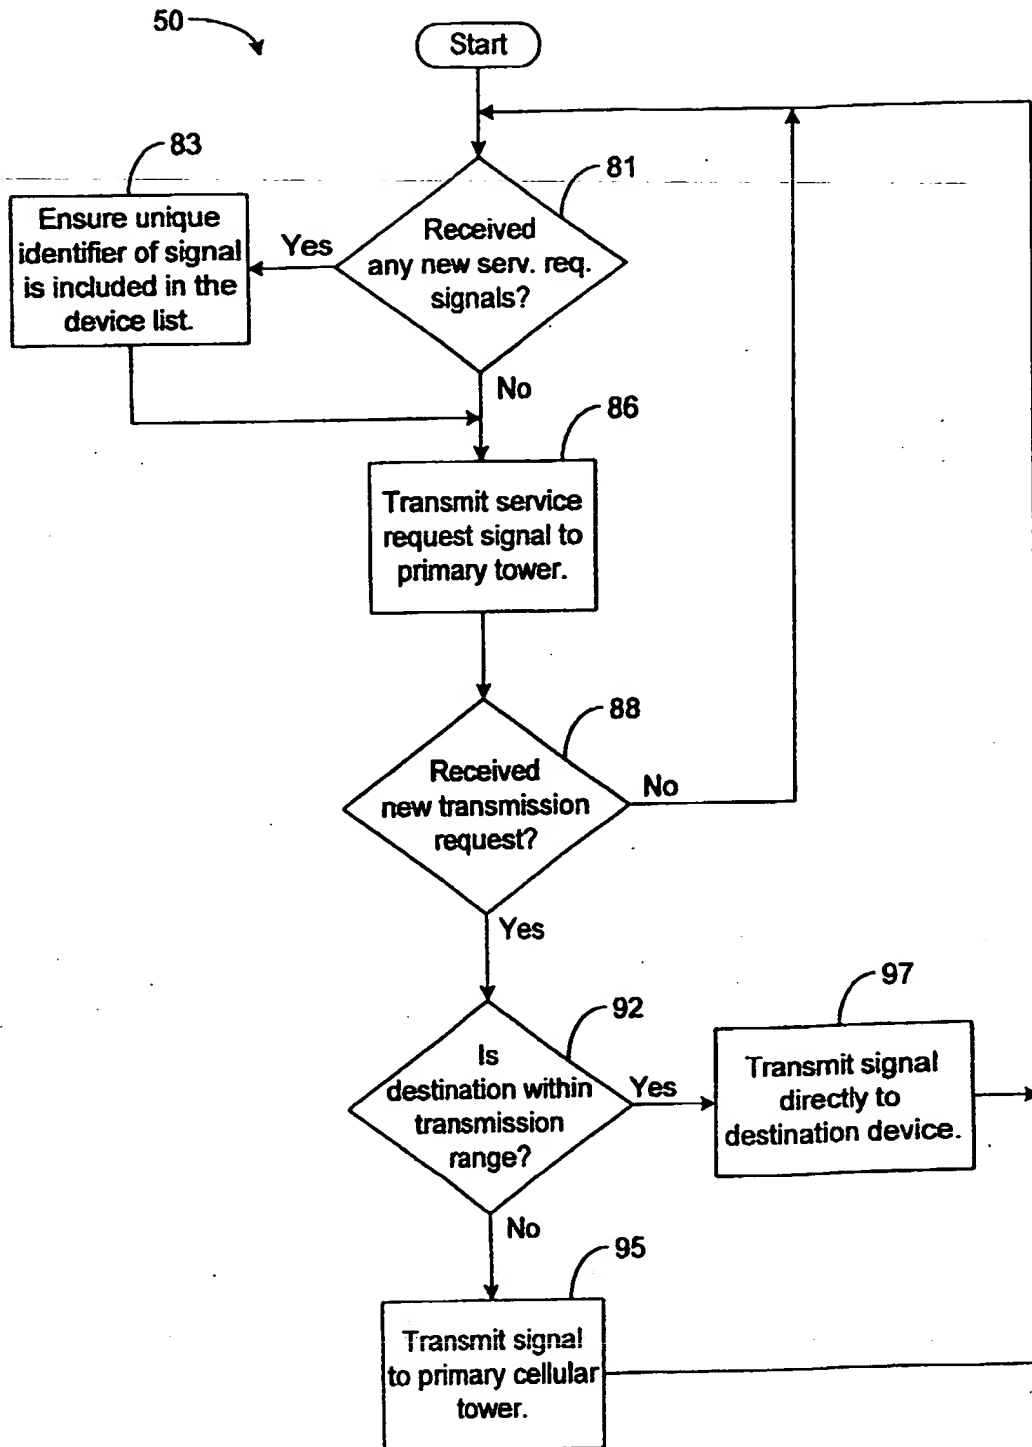 50
Start
83
81
Ensure unique
identifier of signal
is included in the
device list.
Yes
Received
any new serv. req.
signals?
No
86
Transmit service
request signal to
primary tower.
88
Received
new transmission
request?
No
Yes
92
97
Is
destination within
transmission
range?
Yes
Transmit signal
directly to
destination device.
No
95
Transmit signal
to primary cellular
tower.